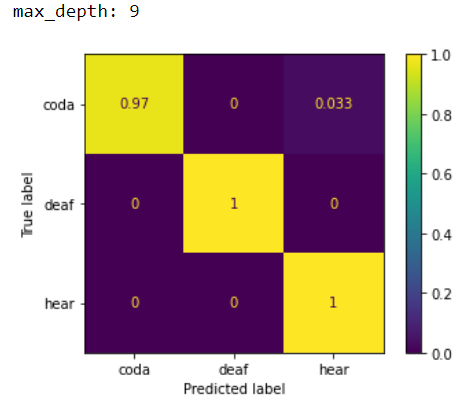 max_depth: 9
1.0
coda 0.97 0 0.033
0.8
0.6
deaf 0 1 0
True label
0.4
0.2
hear 0 0 1
0.0
coda deaf hear
Predicted label